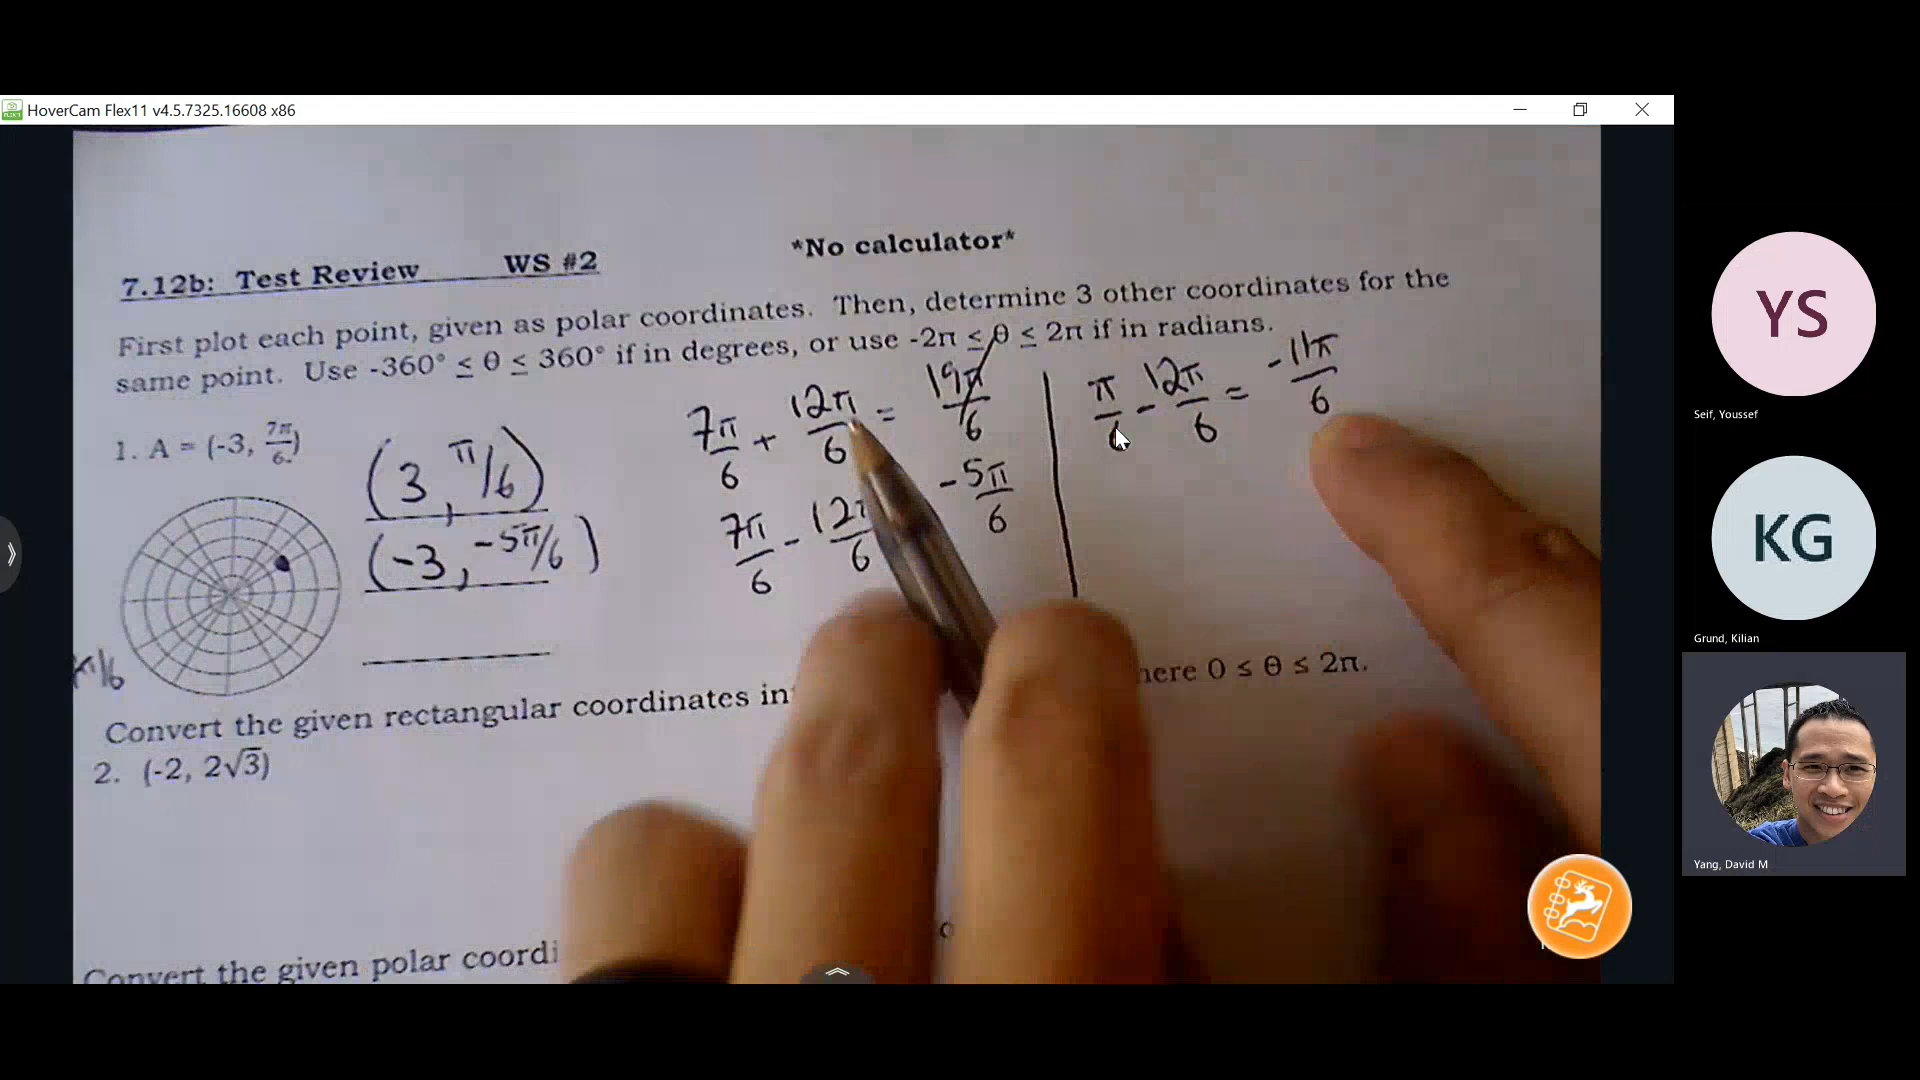 HoverCam Flex11 v4.5.7325.16608 x86
*No calculator*
7.12b: Test Review WS #2
First plot each point, given as polar coordinates. Then, determine 3 other coordinates for the
same point. Use -360° ≤ θ ≤ 360° if in degrees, or use -2π ≤ θ ≤ 2π if in radians.
1. A = (-3, 7π/6)
(3, π/6)
(-3, -5π/6)
7π/6 + 12π/6 = 19π/6
7π/6 - 12π/6 -5π/6
π/6 - 12π/6 = -11π/6
π/6
Convert the given rectangular coordinates in
here 0 ≤ θ ≤ 2π.
2. (-2, 2√3)
Convert the given polar coordi
YS
Seif, Youssef
KG
Grund, Kilian
Yang, David M